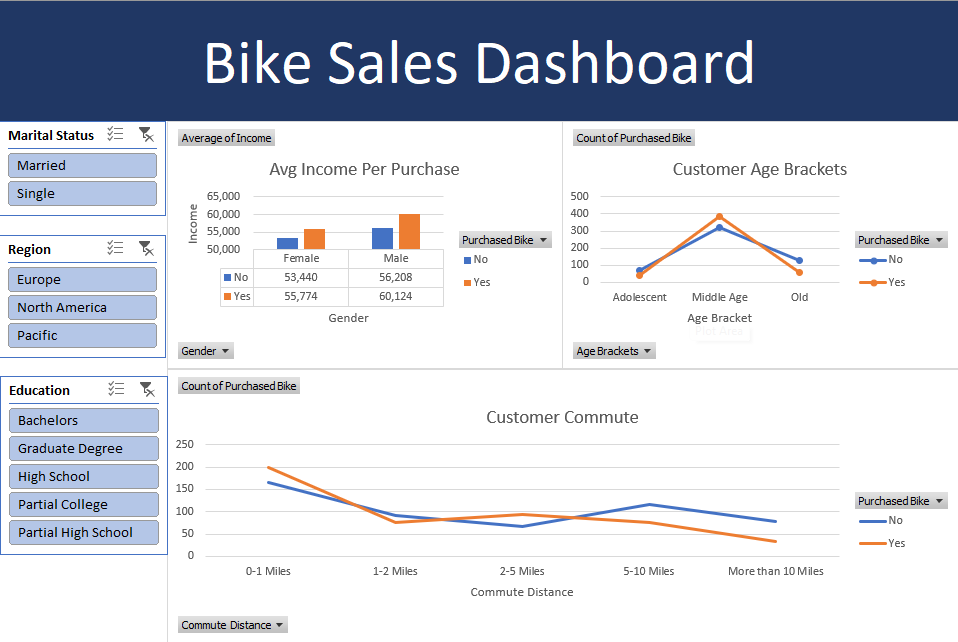 Bike Sales Dashboard
Marital Status
Married
Single
Region
Europe
North America
Pacific
Education
Bachelors
Graduate Degree
High School
Partial College
Partial High School
Average of Income
Avg Income Per Purchase
Income
65,000
60,000
55,000
50,000
Female Male
No 53,440 56,208
Yes 55,774 60,124
Gender
Purchased Bike
No
Yes
Gender
Count of Purchased Bike
Customer Age Brackets
500
400
300
200
100
0
Adolescent Middle Age Old
Age Bracket
Purchased Bike
No
Yes
Age Brackets
Count of Purchased Bike
Customer Commute
250
200
150
100
50
0
0-1 Miles 1-2 Miles 2-5 Miles 5-10 Miles More than 10 Miles
Commute Distance
Purchased Bike
No
Yes
Commute Distance